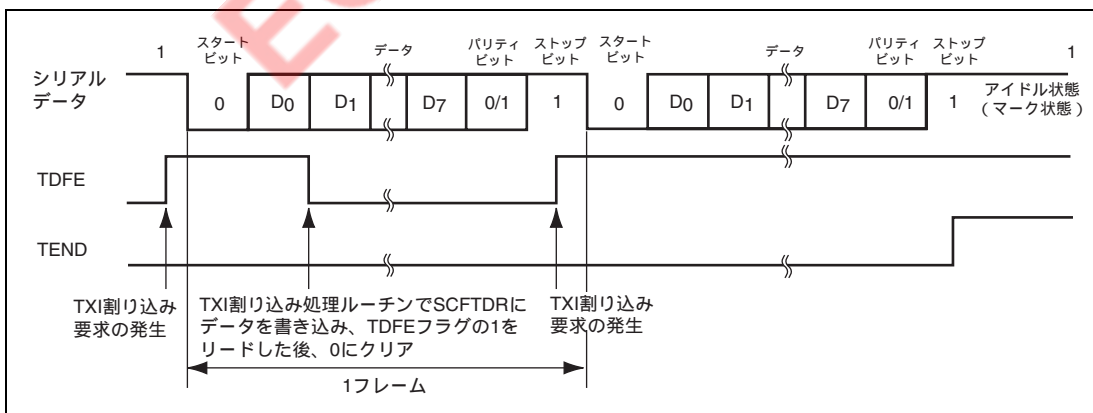 1 スタート ビット データ パリティ ビット ストップ ビット スタート ビット データ パリティ ビット ストップ ビット 1
シリアル データ 0 D0 D1 D7 0/1 1 0 D0 D1 D7 0/1 1 アイドル状態
(マーク状態)
TDFE
TEND
TXI割り込み
要求の発生
TXI割り込み処理ルーチンでSCFTDRに
データを書き込み、TDFEフラグの1を
リードした後、0にクリア
TXI割り込み
要求の発生
1フレーム